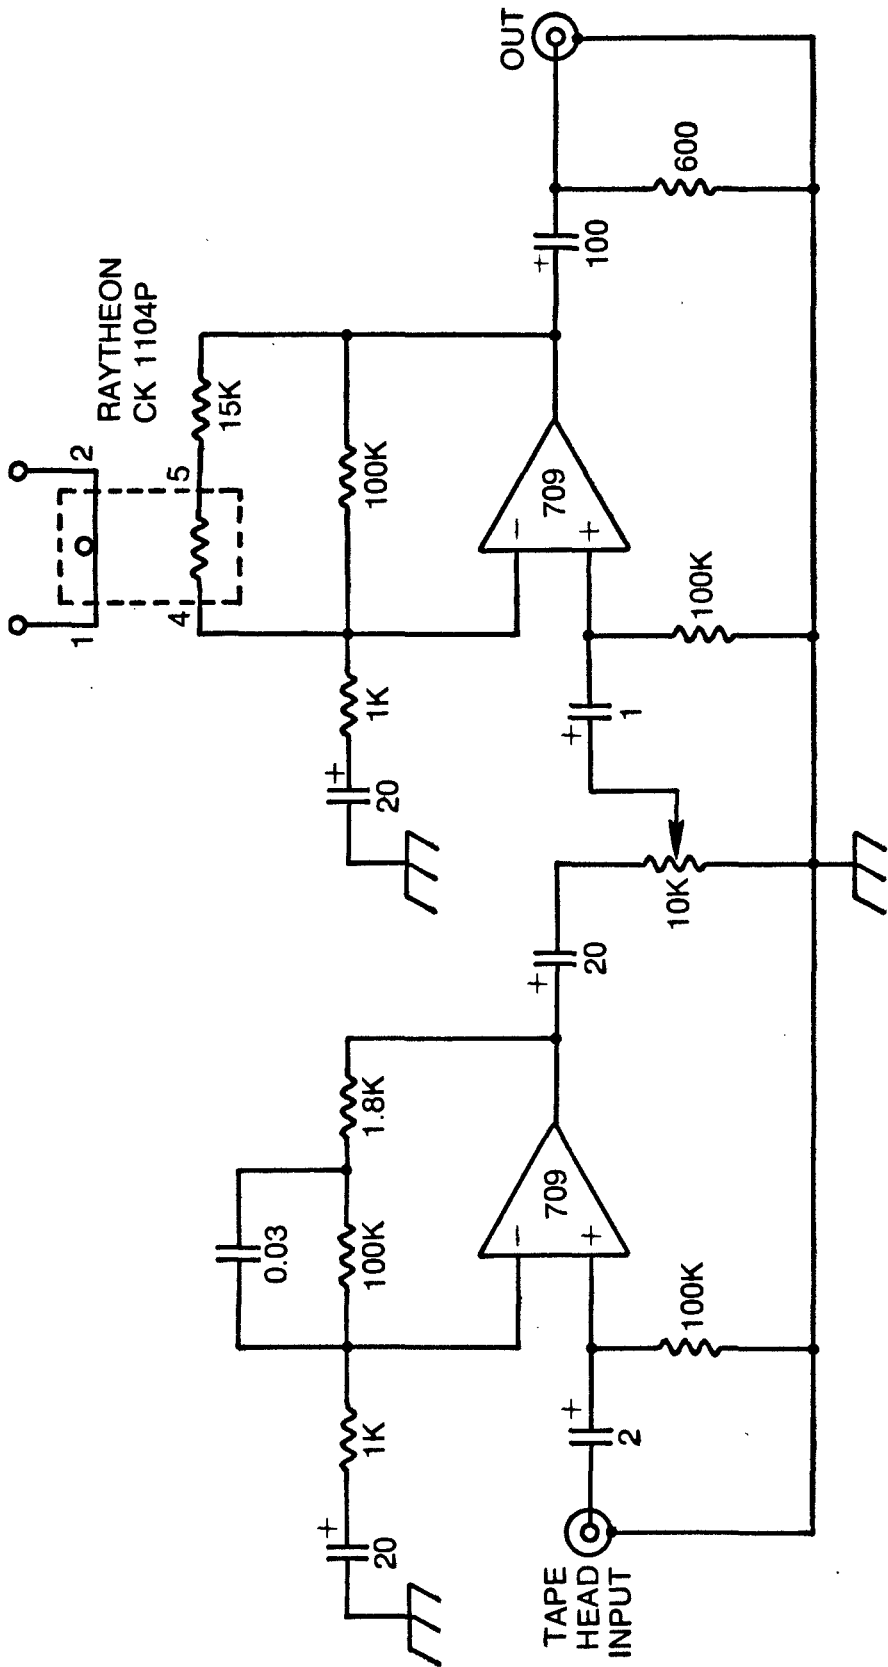 RAYTHEON
CK 1104P
1
2
4
5
15K
0.03
100K
1.8K
100K
+
20
1K
+
20
1K
-
709
+
-
709
+
+
20
+
100
OUT
TAPE
HEAD
INPUT
+
2
100K
10K
+
1
100K
600